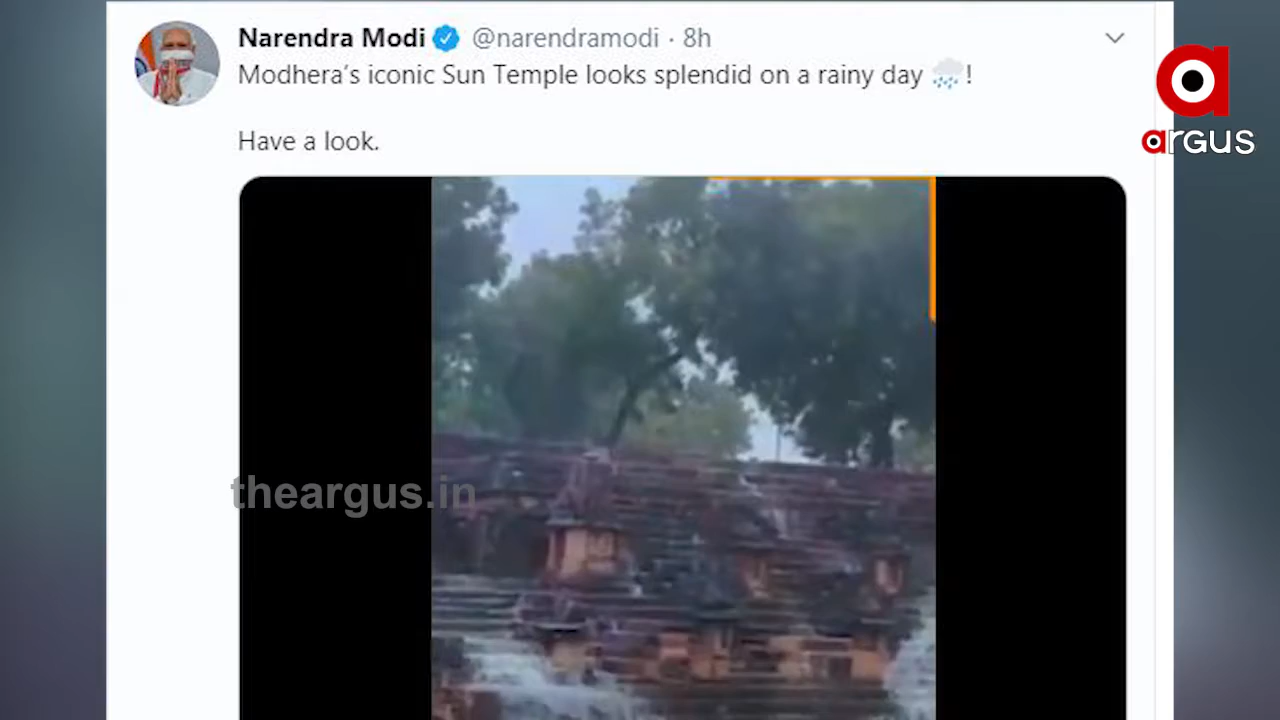 Narendra Modi @narendramodi · 8h
Modhera's iconic Sun Temple looks splendid on a rainy day 🌧️!
Have a look.
argus
theargus.in